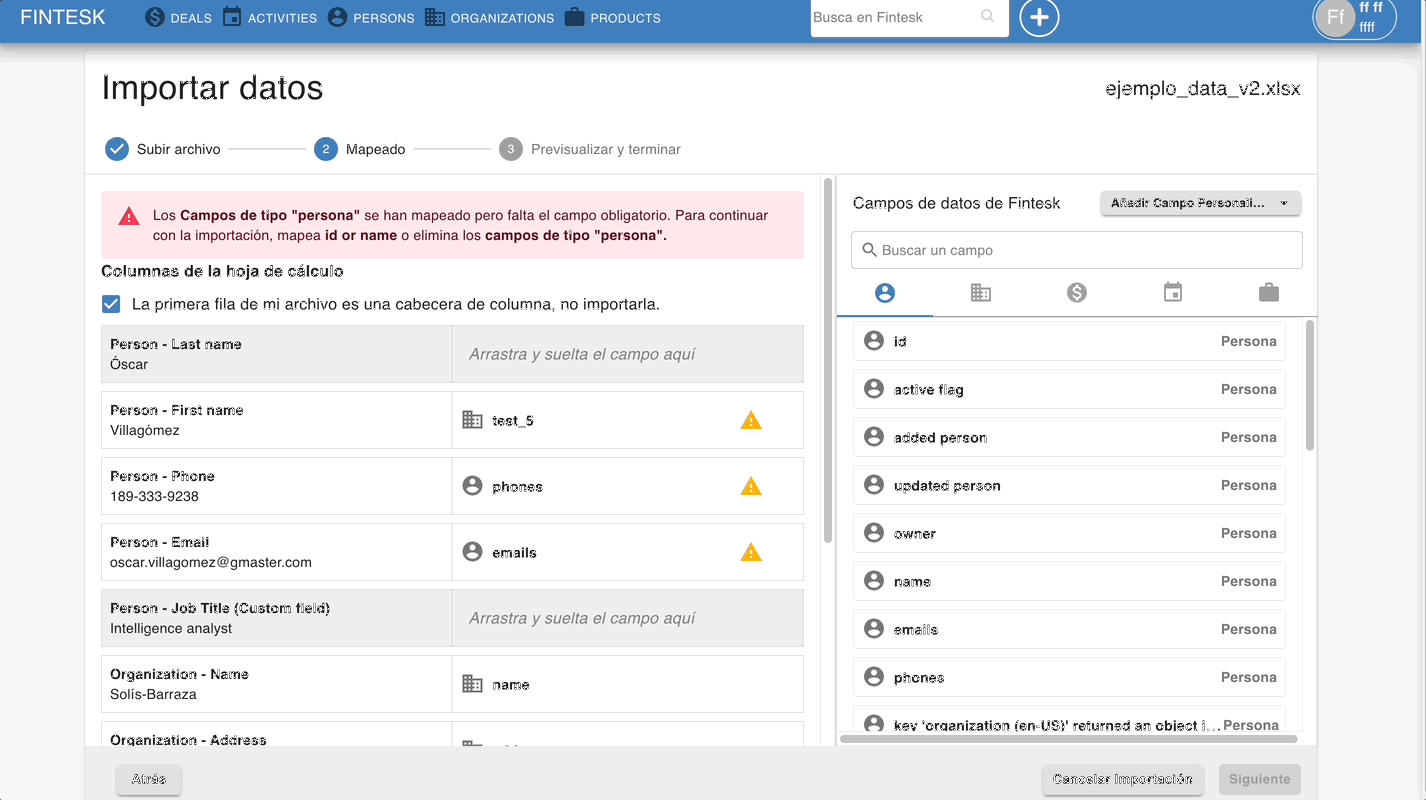 FINTESK
DEALS
ACTIVITIES
PERSONS
ORGANIZATIONS
PRODUCTS
Busca en Fintesk
Ff
ff ff
ffff
Importar datos
ejemplo_data_v2.xlsx
Subir archivo
2
Mapeado
3
Previsualizar y terminar
Los Campos de tipo "persona" se han mapeado pero falta el campo obligatorio. Para continuar
con la importación, mapea id or name o elimina los campos de tipo "persona".
Columnas de la hoja de cálculo
La primera fila de mi archivo es una cabecera de columna, no importarla.
Person - Last name
Óscar
Arrastra y suelta el campo aquí
Person - First name
Villagómez
test_5
Person - Phone
189-333-9238
phones
Person - Email
oscar.villagomez@gmaster.com
emails
Person - Job Title (Custom field)
Intelligence analyst
Arrastra y suelta el campo aquí
Organization - Name
Solís-Barraza
name
Organization - Address
Campos de datos de Fintesk
Añadir Campo Personali...
Buscar un campo
id Persona
active flag Persona
added person Persona
updated person Persona
owner Persona
name Persona
emails Persona
phones Persona
key 'organization (en-US)' returned an object i... Persona
Atrás
Cancelar Importación
Siguiente